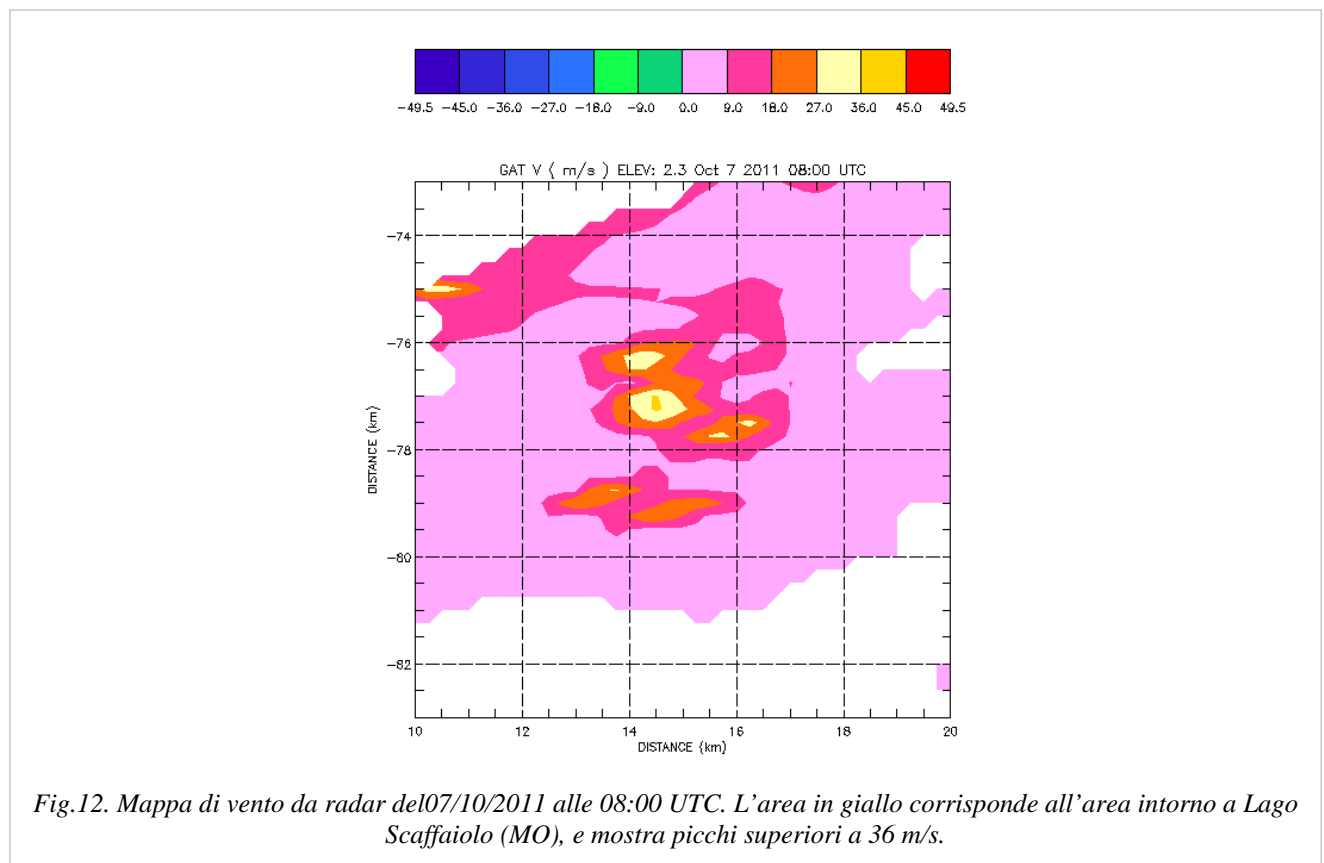 -49.5 -45.0 -36.0 -27.0 -18.0 -9.0 0.0 9.0 18.0 27.0 36.0 45.0 49.5
GAT V ( m/s ) ELEV: 2.3 Oct 7 2011 08:00 UTC
-74
-76
-78
-80
-82
DISTANCE (km)
10 12 14 16 18 20
DISTANCE (km)
Fig.12. Mappa di vento da radar del07/10/2011 alle 08:00 UTC. L'area in giallo corrisponde all'area intorno a Lago
Scaffaiolo (MO), e mostra picchi superiori a 36 m/s.